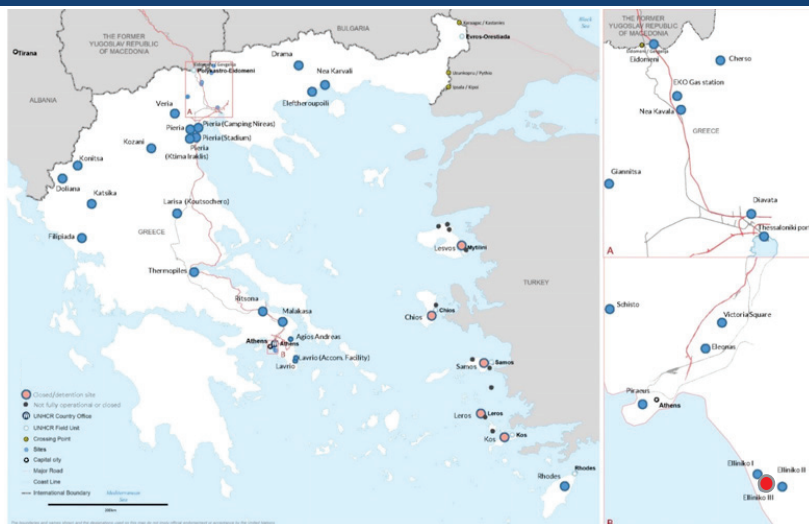 THE FORMER
YUGOSLAV REPUBLIC
OF MACEDONIA
BULGARIA
Black
Sea
Tirana
ALBANIA
Evros-Orestiada
Drama
Nea Karvali
Eleftheroupoili
Polykastro-Eidomeni
A
Veria
Pieria
Pieria (Camping Nireas)
Pieria (Stadium)
Pieria
(Ktima Iraklis)
Kozani
Konitsa
Doliana
Katsika
Filipiada
Larisa (Koutsochero)
GREECE
Thermopiles
Ritsona
Malakasa
Agios Andreas
Athens
Athens
B
Lavrio (Accom. Facility)
Lavrio
Lesvos
Mytilini
TURKEY
Chios
Chios
Samos
Samos
Leros
Leros
Kos
Kos
Rhodes
Rhodes
Closed/detention site
Not fully operational or closed
UNHCR Country Office
UNHCR Field Unit
Crossing Point
Sites
Capital city
Major Road
Coast Line
International Boundary
Mediterranean
Sea
THE FORMER
YUGOSLAV REPUBLIC
OF MACEDONIA
Eidomeni
Cherso
EKO Gas station
Nea Kavala
GREECE
Giannitsa
Diavata
Thessaloniki port
A
Schisto
Victoria Square
Eleonas
Piraeus
Athens
Elliniko I
Elliniko II
Elliniko III
B